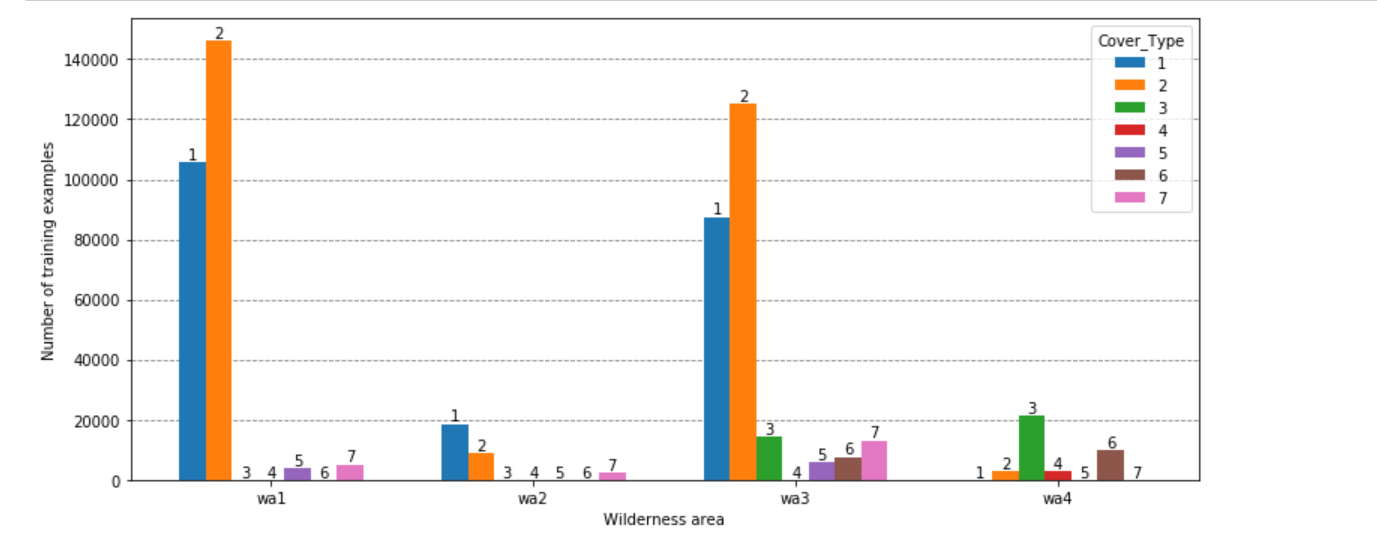 Cover_Type
1
2
3
4
5
6
7
140000
120000
100000
80000
60000
40000
20000
0
Number of training examples
1 2 3 4 5 6 7
1 2 3 4 5 6 7
1 2 3 4 5 6 7
1 2 3 4 5 6 7
wa1 wa2 wa3 wa4
Wilderness area